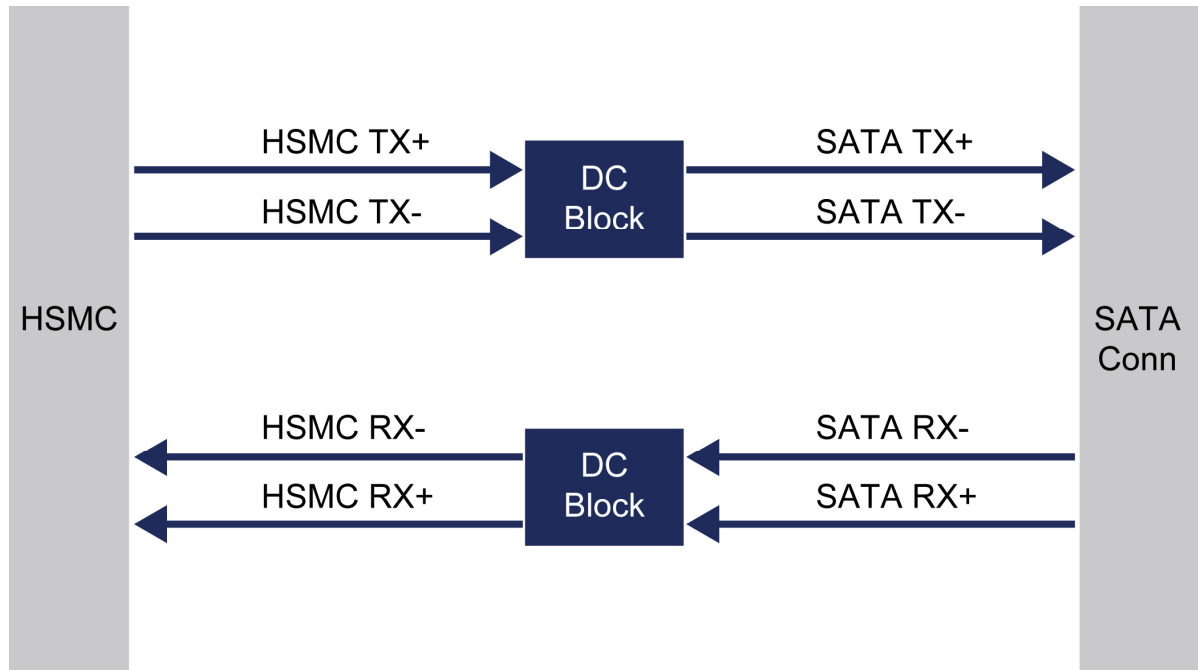 HSMC TX+
SATA TX+
DC
Block
HSMC TX-
SATA TX-
HSMC
SATA
Conn
HSMC RX-
SATA RX-
DC
Block
HSMC RX+
SATA RX+